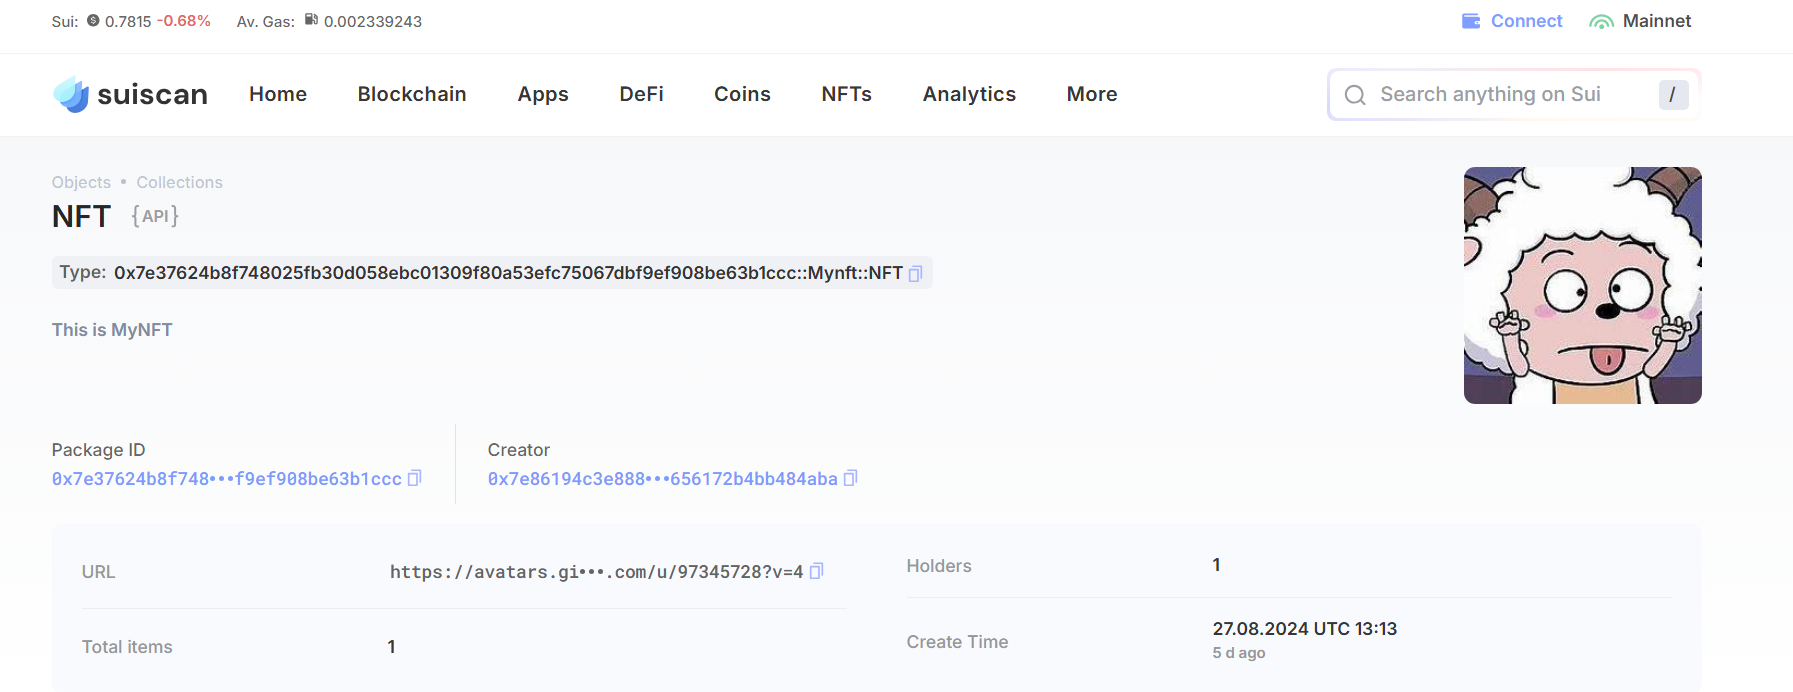 Sui: 0.7815 -0.68% Av. Gas: 0.002339243 Connect Mainnet
suiscan Home Blockchain Apps DeFi Coins NFTs Analytics More Search anything on Sui /
Objects • Collections
NFT {API}
Type: 0x7e37624b8f748025fb30d058ebc01309f80a53efc75067dbf9ef908be63b1ccc::Mynft::NFT
This is MyNFT
Package ID
0x7e37624b8f748•••f9ef908be63b1ccc
Creator
0x7e86194c3e888•••656172b4bb484aba
URL https://avatars.gi•••.com/u/97345728?v=4
Total items 1
Holders 1
Create Time 27.08.2024 UTC 13:13
5 d ago